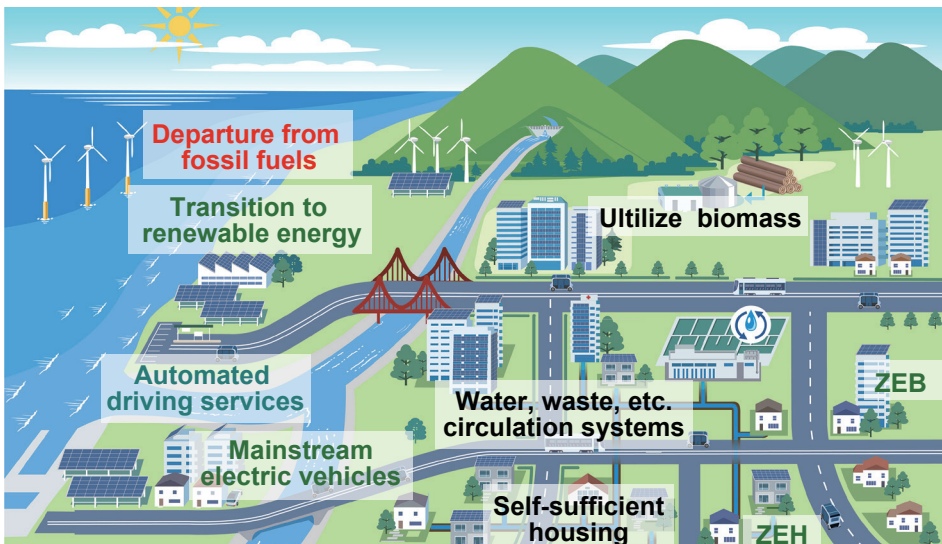 Departure from
fossil fuels
Transition to
renewable energy
Ultilize biomass
Automated
driving services
Water, waste, etc.
circulation systems
ZEB
Mainstream
electric vehicles
Self-sufficient
housing
ZEH